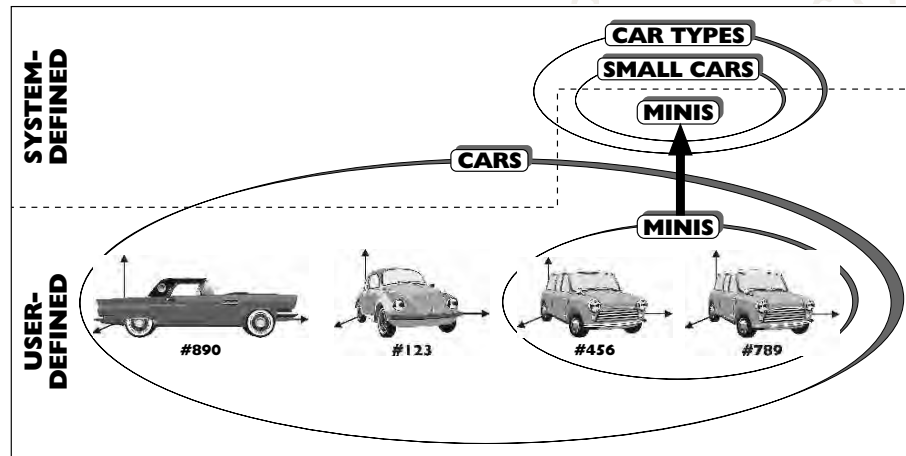 SYSTEM-
DEFINED
CAR TYPES
SMALL CARS
MINIS
CARS
MINIS
USER-
DEFINED
#890
#123
#456
#789